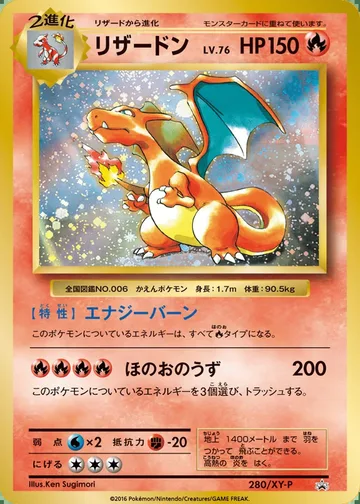 2進化
リザードから進化
モンスターカードに重ねて使います。
リザードン LV.76 HP150
全国図鑑NO.006 かえんポケモン 身長:1.7m 体重:90.5kg
【特性】エナジーバーン
このポケモンについているエネルギーは、すべてタイプになる。
ほのおのうず 200
このポケモンについているエネルギーを3個選び、トラッシュする。
弱点 ×2 抵抗力 -20
にげる
地上 1400メートル まで 羽を
つかって 飛ぶことができる。
高熱の 炎を はく。
Illus.Ken Sugimori
280/XY-P
©2016 Pokémon/Nintendo/Creatures/GAME FREAK.